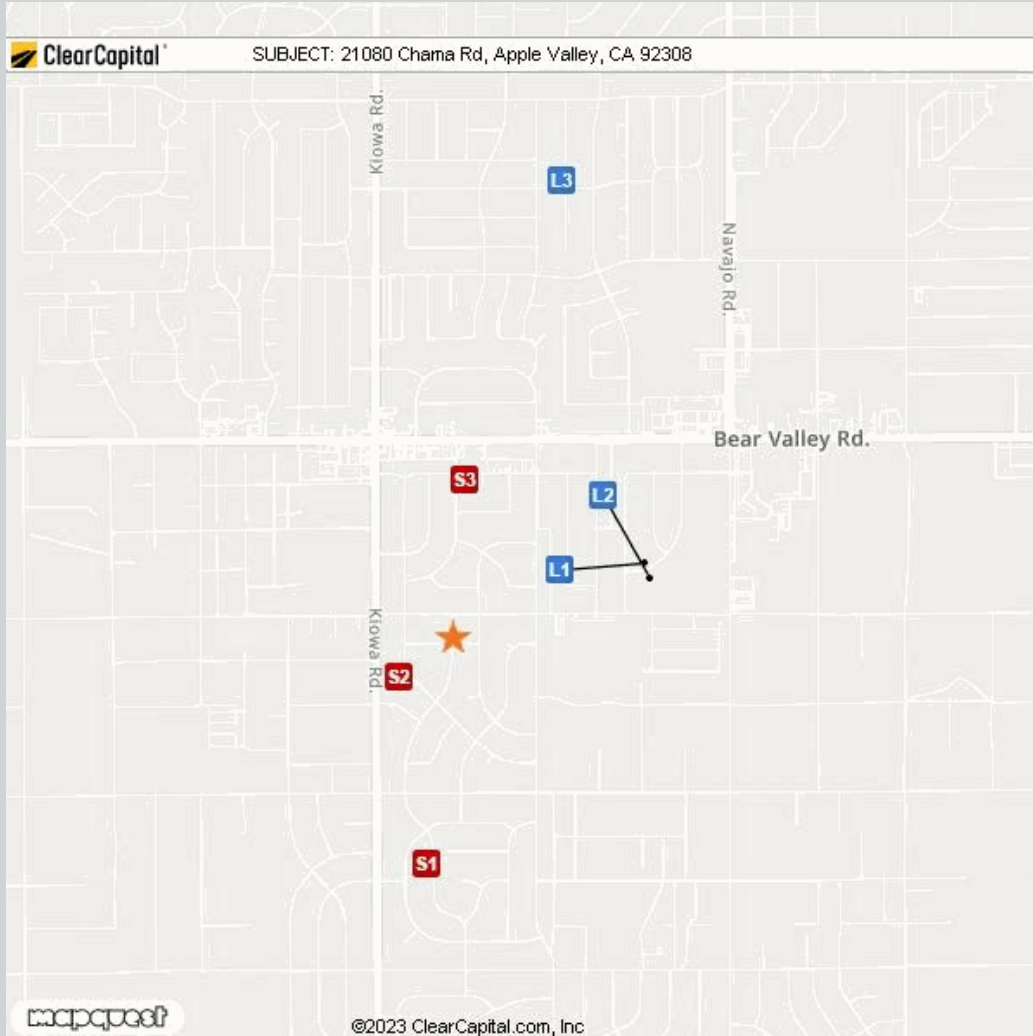 ClearCapital
SUBJECT: 21080 Chama Rd, Apple Valley, CA 92308
Kiowa Rd.
L3
Navajo Rd.
Bear Valley Rd.
S3
L2
L1
Kiowa Rd.
S2
S1
mapquest
©2023 ClearCapital.com, Inc